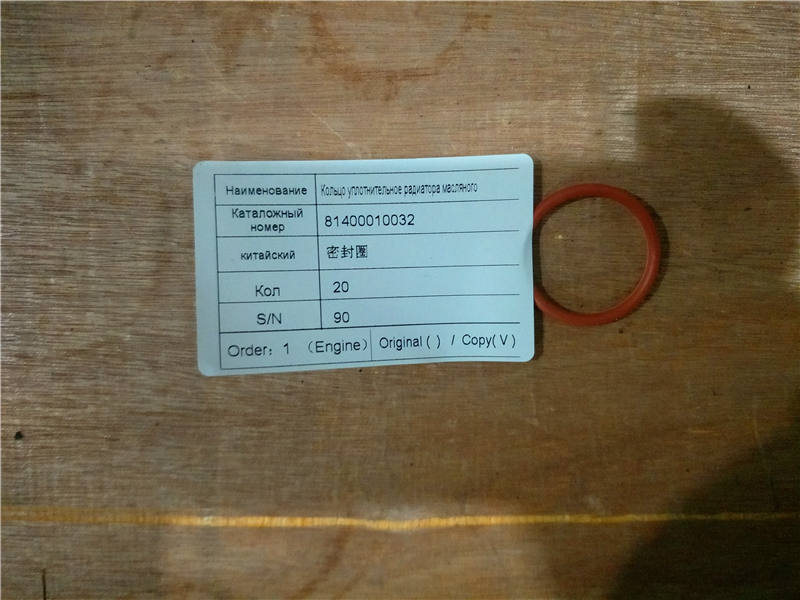 Наименование Кольцо уплотнительное радиатора масляного
Каталожный
номер 81400010032
китайский 密封圈
Кол 20
S/N 90
Order：1 （Engine） Original ( ) / Copy( V )